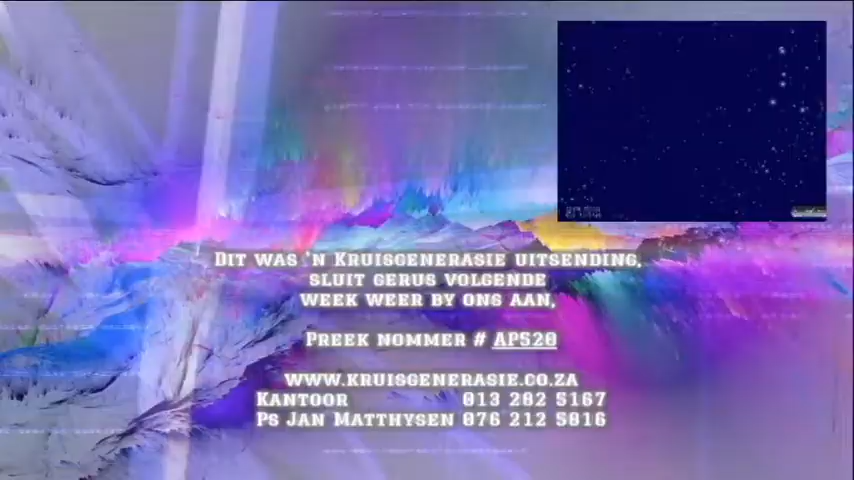 Dit was 'n Kruisgenerasie uitsending,
sluit gerus volgende
week weer by ons aan,
Preek nommer # AP520
www.kruisgenerasie.co.za
Kantoor 013 282 5167
Ps Jan Matthysen 076 212 5016